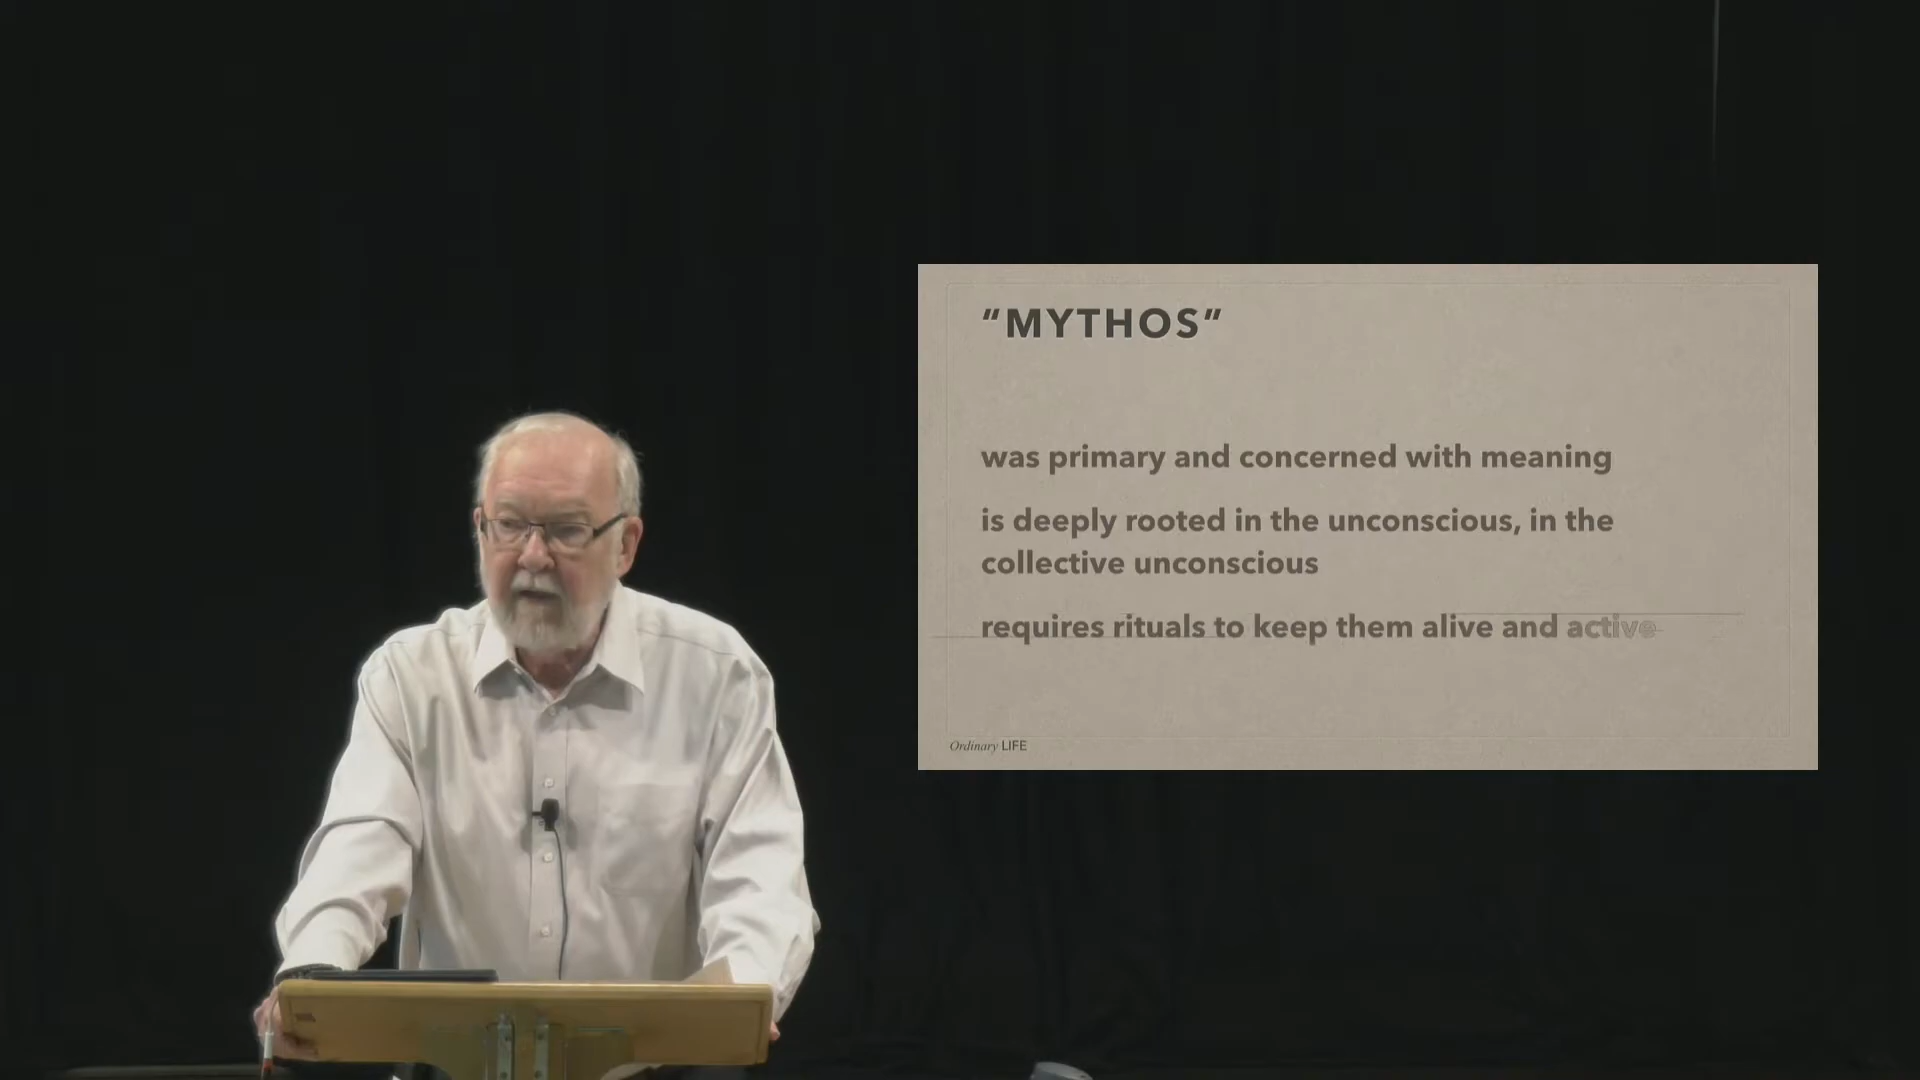 "MYTHOS"
was primary and concerned with meaning
is deeply rooted in the unconscious, in the
collective unconscious
requires rituals to keep them alive and active
Ordinary LIFE